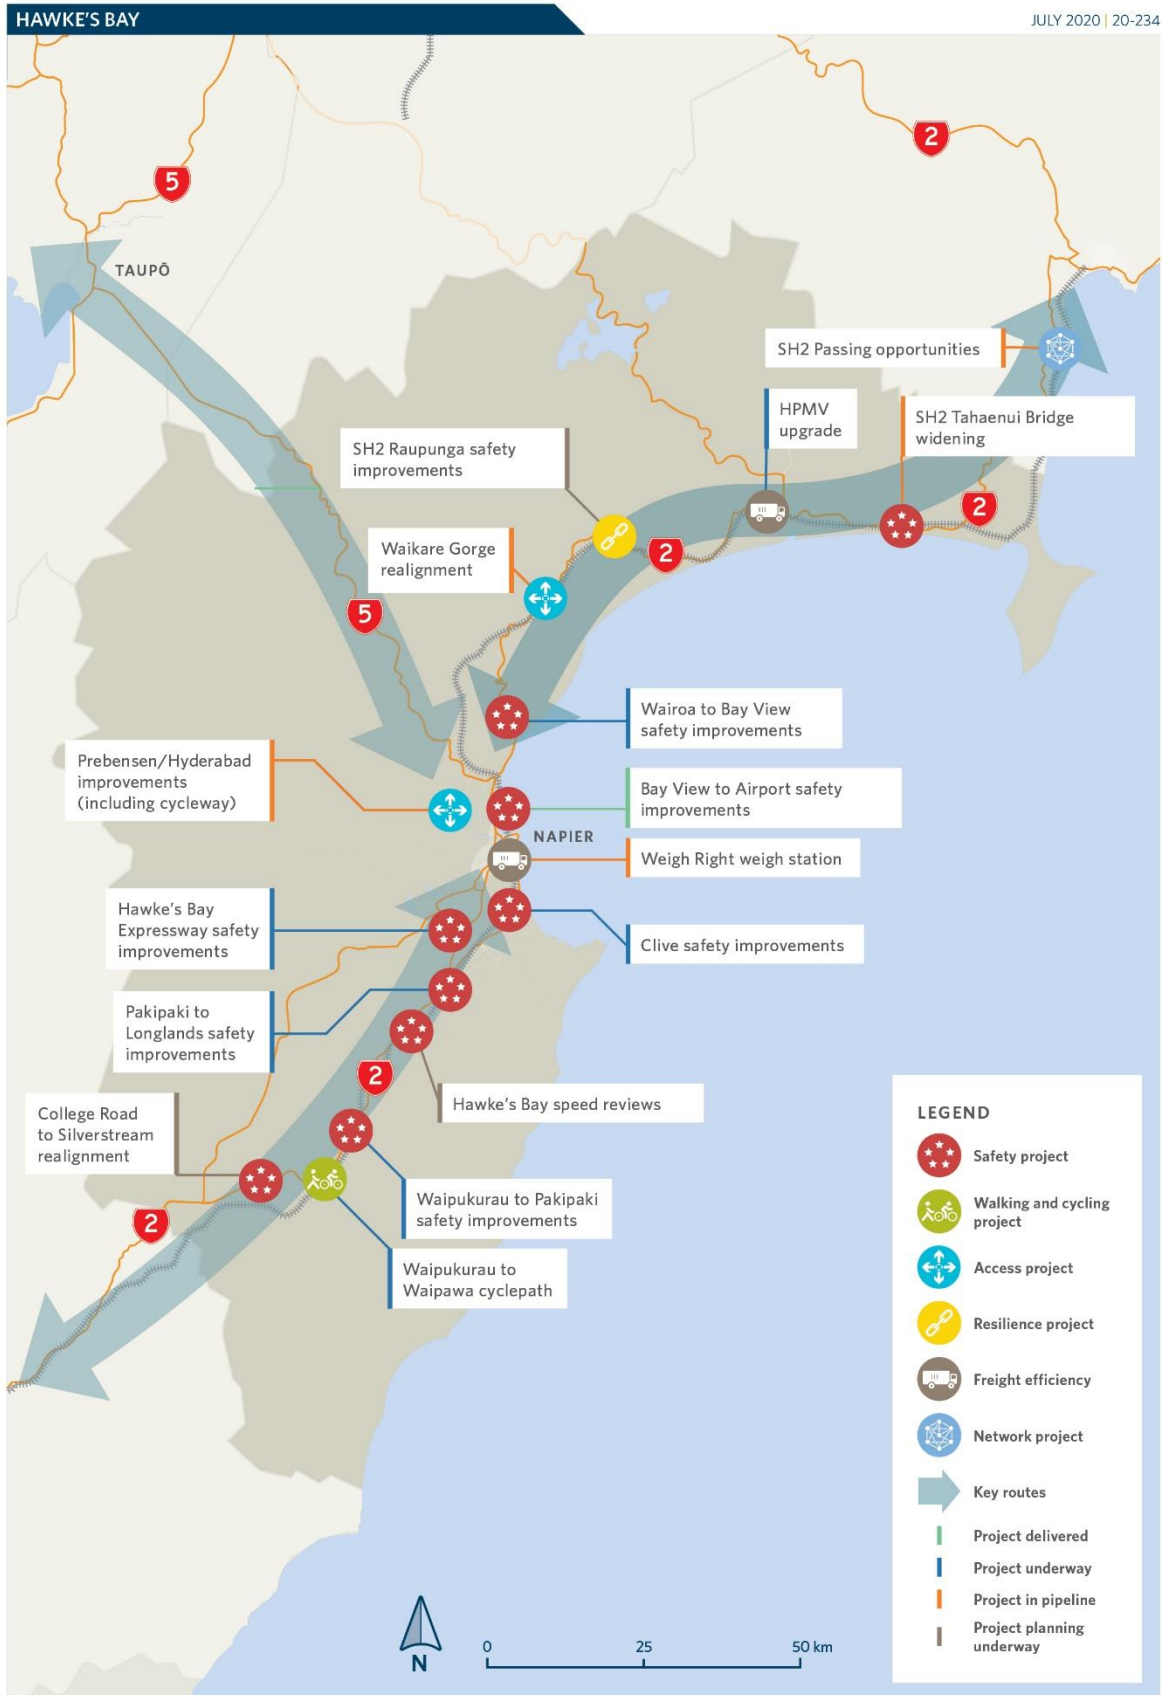 HAWKE'S BAY
JULY 2020 | 20-234
2
5
TAUPŌ
SH2 Passing opportunities
HPMV
upgrade
SH2 Tahaenui Bridge
widening
SH2 Raupunga safety
improvements
2
Waikare Gorge
realignment
2
5
Wairoa to Bay View
safety improvements
Prebensen/Hyderabad
improvements
(including cycleway)
Bay View to Airport safety
improvements
NAPIER
Weigh Right weigh station
Hawke's Bay
Expressway safety
improvements
Clive safety improvements
Pakipaki to
Longlands safety
improvements
2
Hawke's Bay speed reviews
College Road
to Silverstream
realignment
Waipukurau to Pakipaki
safety improvements
2
Waipukurau to
Waipawa cyclepath
LEGEND
Safety project
Walking and cycling
project
Access project
Resilience project
Freight efficiency
Network project
Key routes
Project delivered
Project underway
Project in pipeline
Project planning
underway
N
0 25 50 km